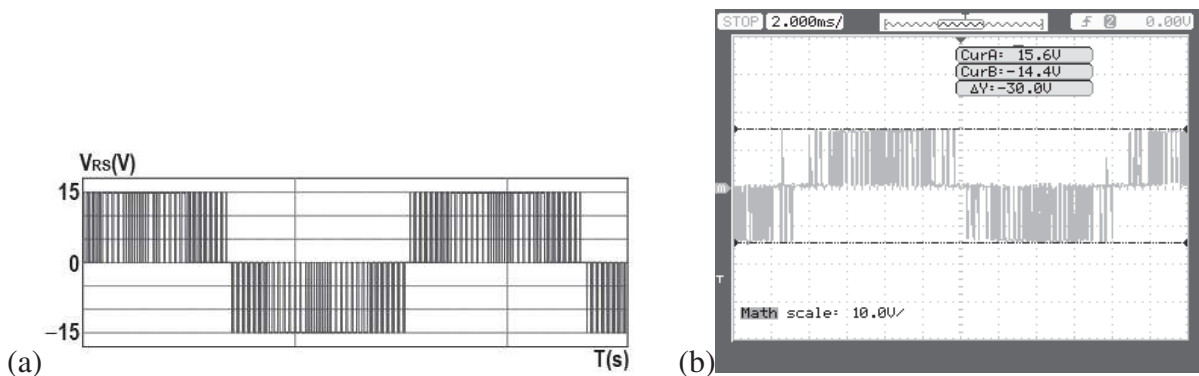 VRS(V)
15
0
−15
T(s)
(a)
STOP 2.000ms/ T 2 0.00V
CurA: 15.6V
CurB:-14.4V
ΔY:-30.0V
T
Math scale: 10.0V/
(b)